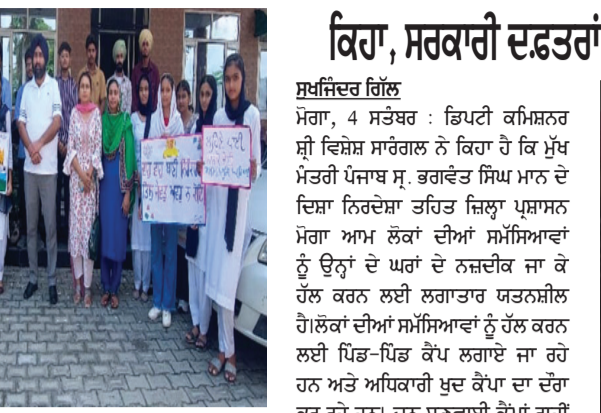 ਕਿਹਾ, ਸਰਕਾਰੀ ਦਫ਼ਤਰਾਂ
ਸੁਖਜਿੰਦਰ ਗਿੱਲ
ਮੋਗਾ, 4 ਸਤੰਬਰ : ਡਿਪਟੀ ਕਮਿਸ਼ਨਰ
ਸ਼੍ਰੀ ਵਿਸ਼ੇਸ਼ ਸਾਰੰਗਲ ਨੇ ਕਿਹਾ ਹੈ ਕਿ ਮੁੱਖ
ਮੰਤਰੀ ਪੰਜਾਬ ਸ੍ਰ. ਭਗਵੰਤ ਸਿੰਘ ਮਾਨ ਦੇ
ਦਿਸ਼ਾ ਨਿਰਦੇਸ਼ਾ ਤਹਿਤ ਜ਼ਿਲ੍ਹਾ ਪ੍ਰਸ਼ਾਸਨ
ਮੋਗਾ ਆਮ ਲੋਕਾਂ ਦੀਆਂ ਸਮੱਸਿਆਵਾਂ
ਨੂੰ ਉਨ੍ਹਾਂ ਦੇ ਘਰਾਂ ਦੇ ਨਜ਼ਦੀਕ ਜਾ ਕੇ
ਹੱਲ ਕਰਨ ਲਈ ਲਗਾਤਾਰ ਯਤਨਸ਼ੀਲ
ਹੈ।ਲੋਕਾਂ ਦੀਆਂ ਸਮੱਸਿਆਵਾਂ ਨੂੰ ਹੱਲ ਕਰਨ
ਲਈ ਪਿੰਡ-ਪਿੰਡ ਕੈਂਪ ਲਗਾਏ ਜਾ ਰਹੇ
ਹਨ ਅਤੇ ਅਧਿਕਾਰੀ ਖੁਦ ਕੈਂਪਾ ਦਾ ਦੌਰਾ